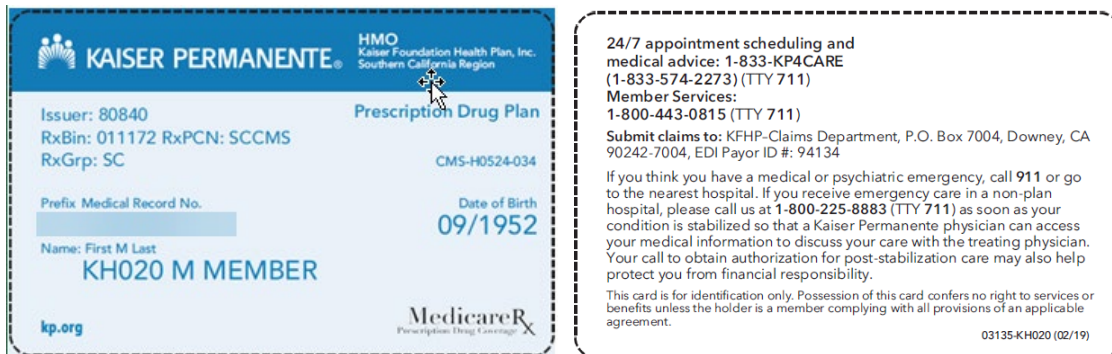 KAISER PERMANENTE®
HMO
Kaiser Foundation Health Plan, Inc.
Southern California Region
Issuer: 80840
Prescription Drug Plan
RxBin: 011172 RxPCN: SCCMS
RxGrp: SC
CMS-H0524-034
Prefix Medical Record No.
Date of Birth
09/1952
Name: First M Last
KH020 M MEMBER
kp.org
MedicareRx
Prescription Drug Coverage
24/7 appointment scheduling and
medical advice: 1-833-KP4CARE
(1-833-574-2273) (TTY 711)
Member Services:
1-800-443-0815 (TTY 711)
Submit claims to: KFHP–Claims Department, P.O. Box 7004, Downey, CA
90242-7004, EDI Payor ID #: 94134
If you think you have a medical or psychiatric emergency, call 911 or go
to the nearest hospital. If you receive emergency care in a non-plan
hospital, please call us at 1-800-225-8883 (TTY 711) as soon as your
condition is stabilized so that a Kaiser Permanente physician can access
your medical information to discuss your care with the treating physician.
Your call to obtain authorization for post-stabilization care may also help
protect you from financial responsibility.
This card is for identification only. Possession of this card confers no right to services or
benefits unless the holder is a member complying with all provisions of an applicable
agreement.
03135-KH020 (02/19)